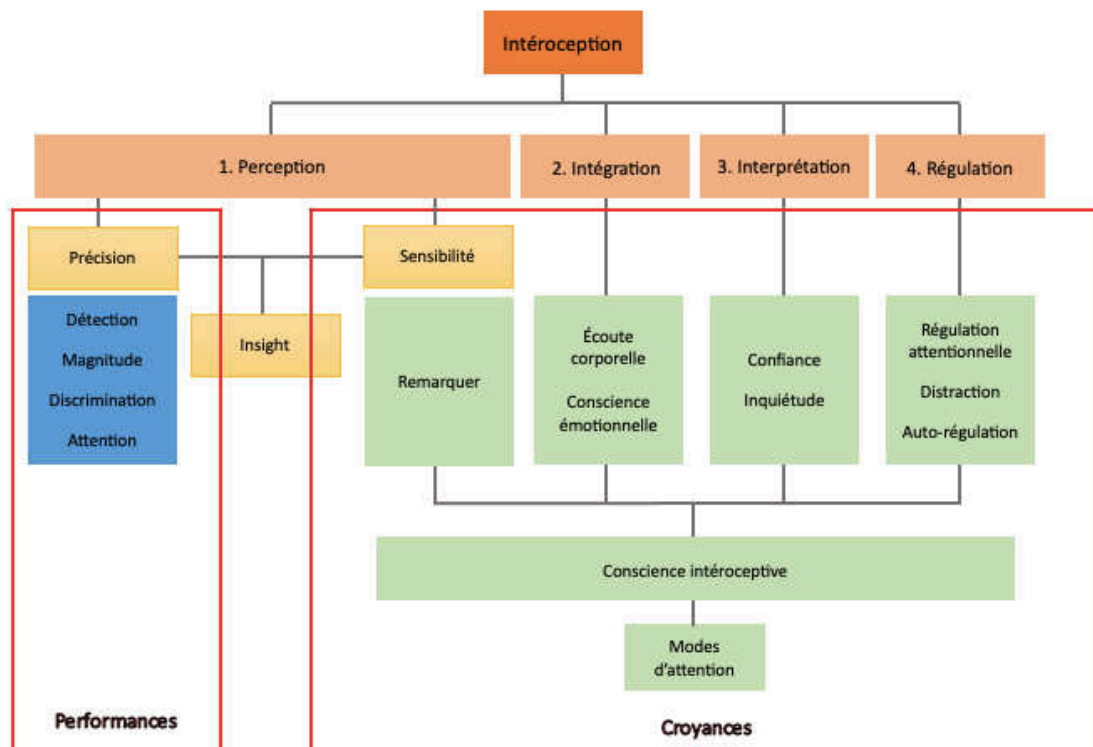 Intéroception
1. Perception
2. Intégration
3. Interprétation
4. Régulation
Précision
Sensibilité
Détection
Magnitude
Discrimination
Attention
Insight
Remarquer
Écoute
corporelle
Conscience
émotionnelle
Confiance
Inquiétude
Régulation
attentionnelle
Distraction
Auto-régulation
Conscience intéroceptive
Modes
d'attention
Performances
Croyances